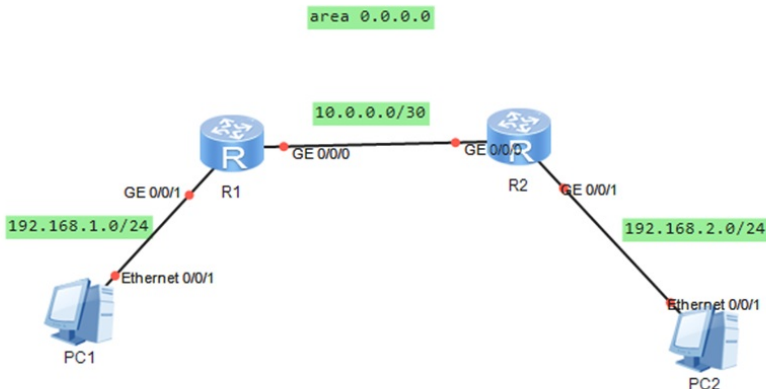 area 0.0.0.0
10.0.0.0/30
R
GE 0/0/0
GE 0/0/0
R
R1
R2
GE 0/0/1
GE 0/0/1
192.168.1.0/24
192.168.2.0/24
Ethernet 0/0/1
Ethernet 0/0/1
PC1
PC2